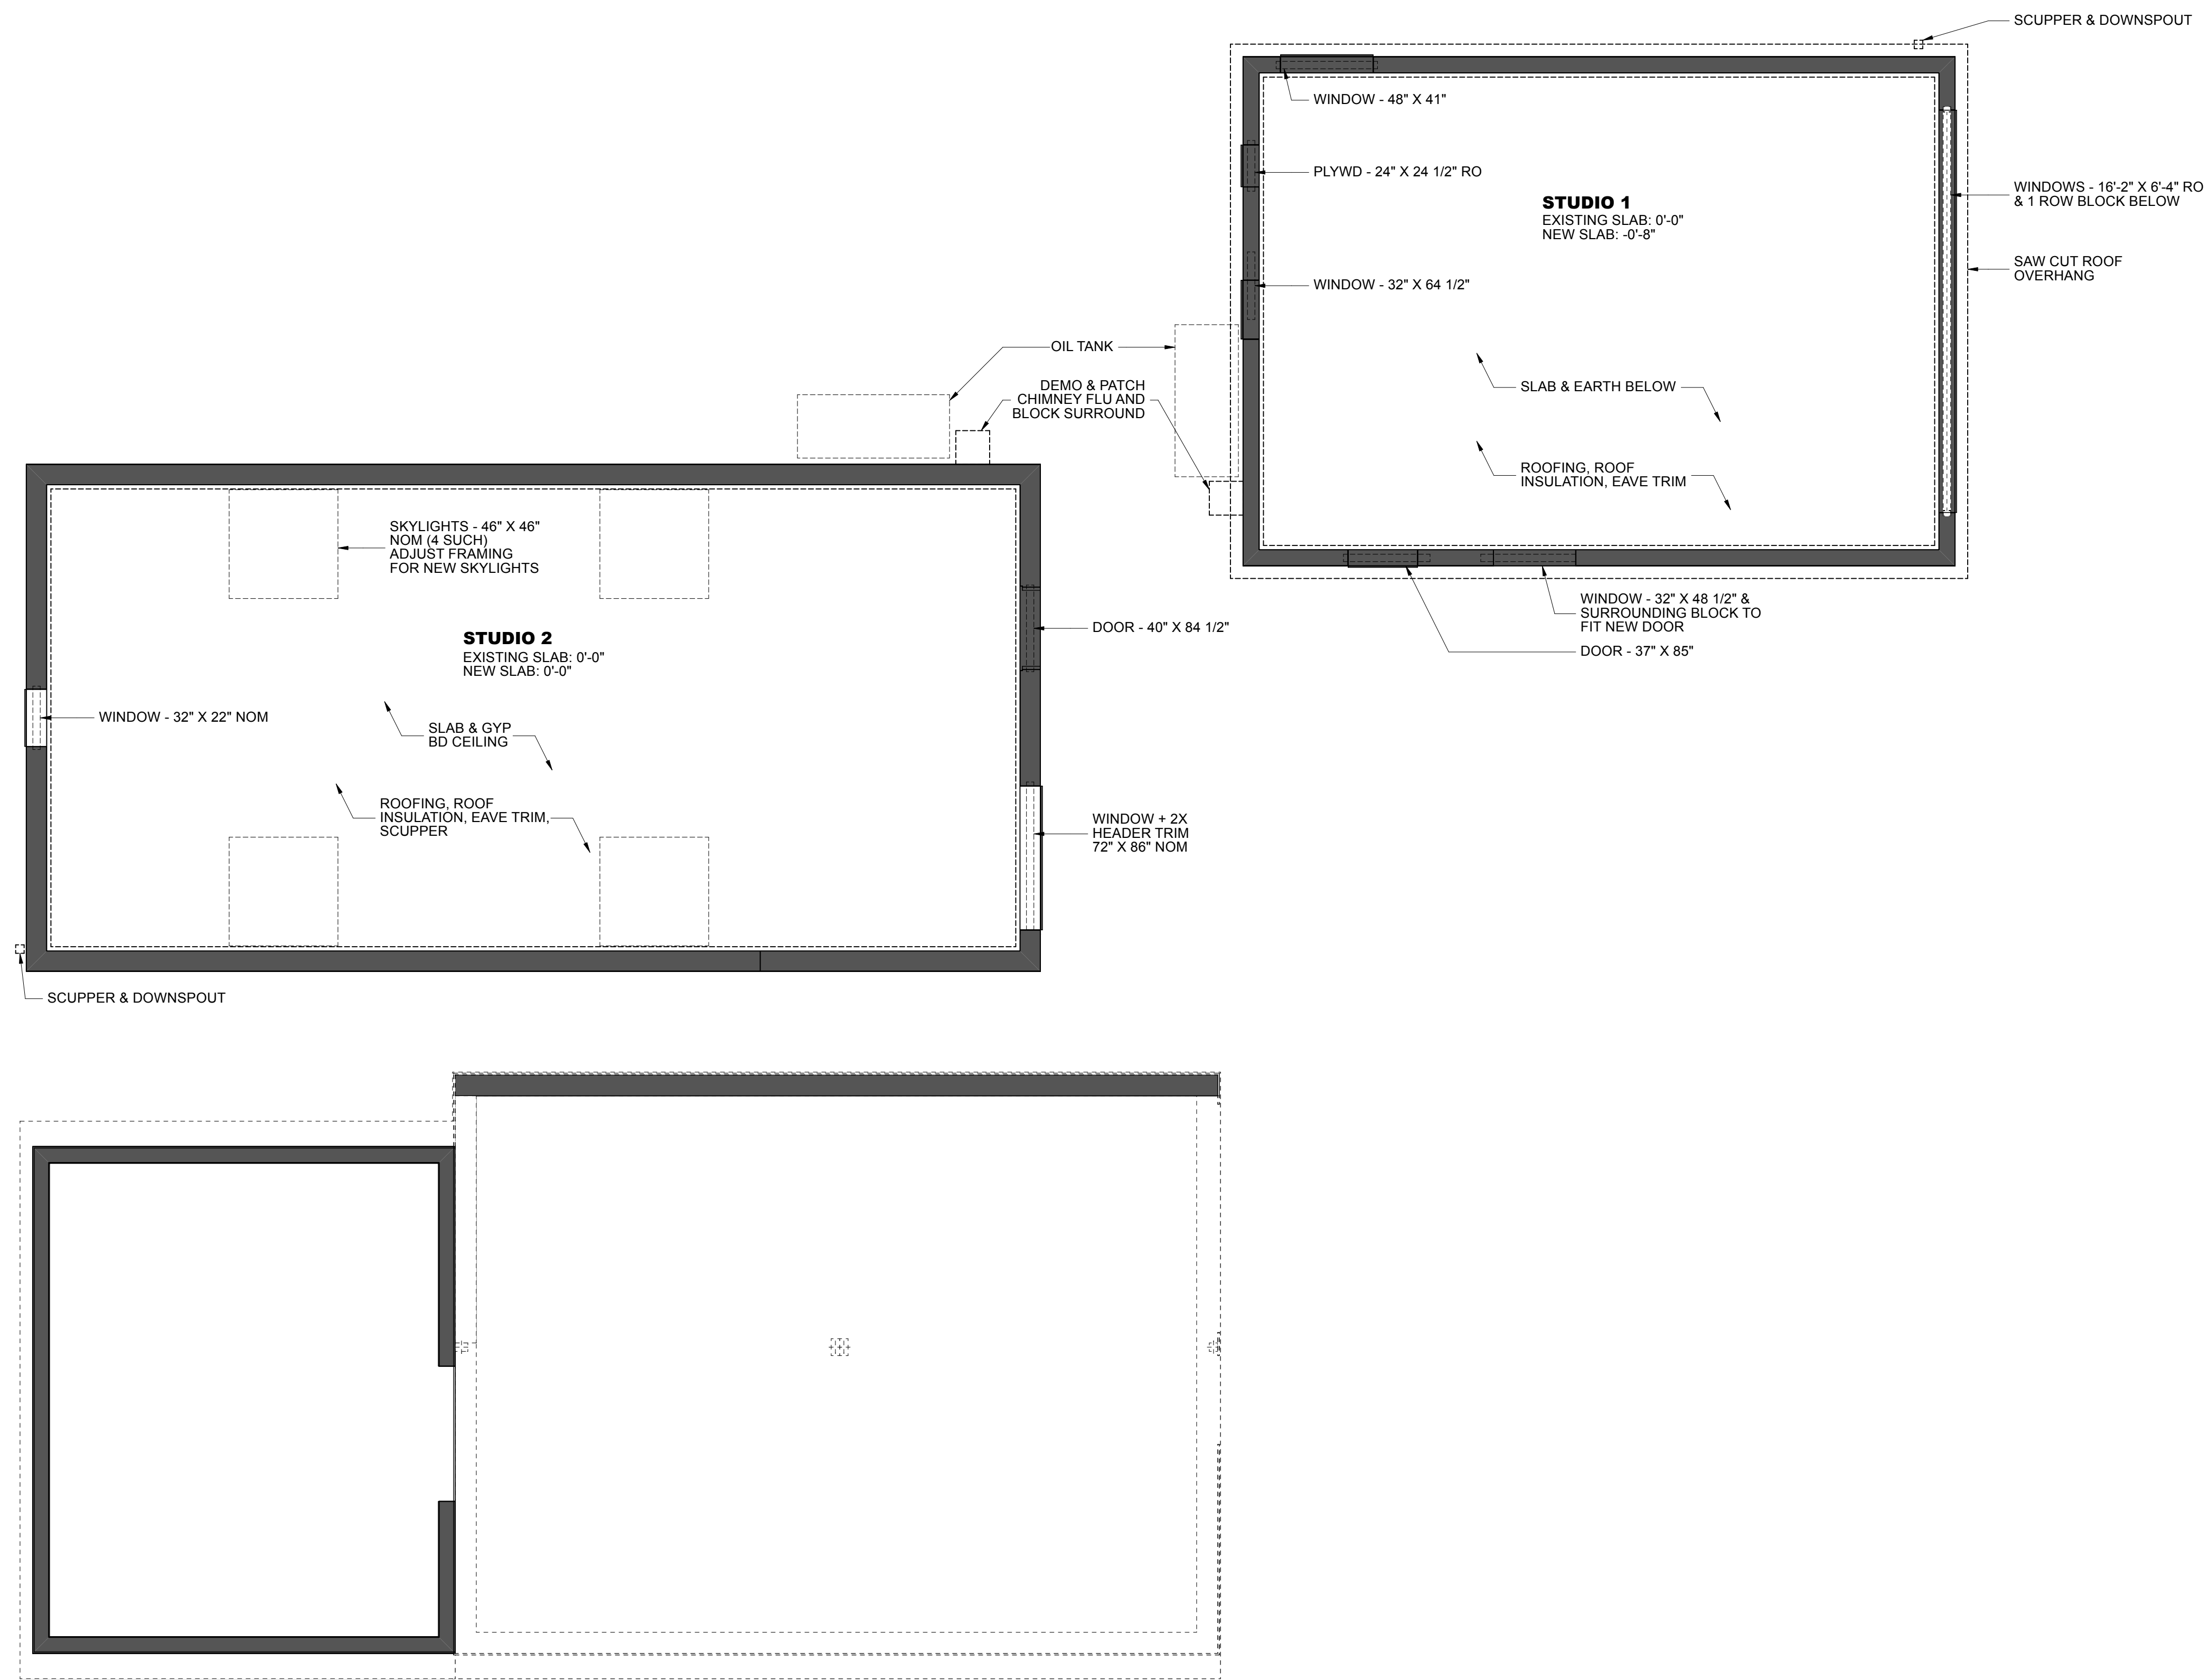 SCUPPER & DOWNSPOUT
WINDOW - 48" X 41"
PLYWD - 24" X 24 1/2" RO
STUDIO 1
EXISTING SLAB: 0'-0"
NEW SLAB: -0'-8"
WINDOWS - 16'-2" X 6'-4" RO
& 1 ROW BLOCK BELOW
SAW CUT ROOF
OVERHANG
WINDOW - 32" X 64 1/2"
OIL TANK
DEMO & PATCH
CHIMNEY FLU AND
BLOCK SURROUND
SLAB & EARTH BELOW
ROOFING, ROOF
INSULATION, EAVE TRIM
WINDOW - 32" X 48 1/2" &
SURROUNDING BLOCK TO
FIT NEW DOOR
DOOR - 37" X 85"
SKYLIGHTS - 46" X 46"
NOM (4 SUCH)
ADJUST FRAMING
FOR NEW SKYLIGHTS
STUDIO 2
EXISTING SLAB: 0'-0"
NEW SLAB: 0'-0"
DOOR - 40" X 84 1/2"
WINDOW - 32" X 22" NOM
SLAB & GYP
BD CEILING
ROOFING, ROOF
INSULATION, EAVE TRIM,
SCUPPER
WINDOW + 2X
HEADER TRIM
72" X 86" NOM
SCUPPER & DOWNSPOUT